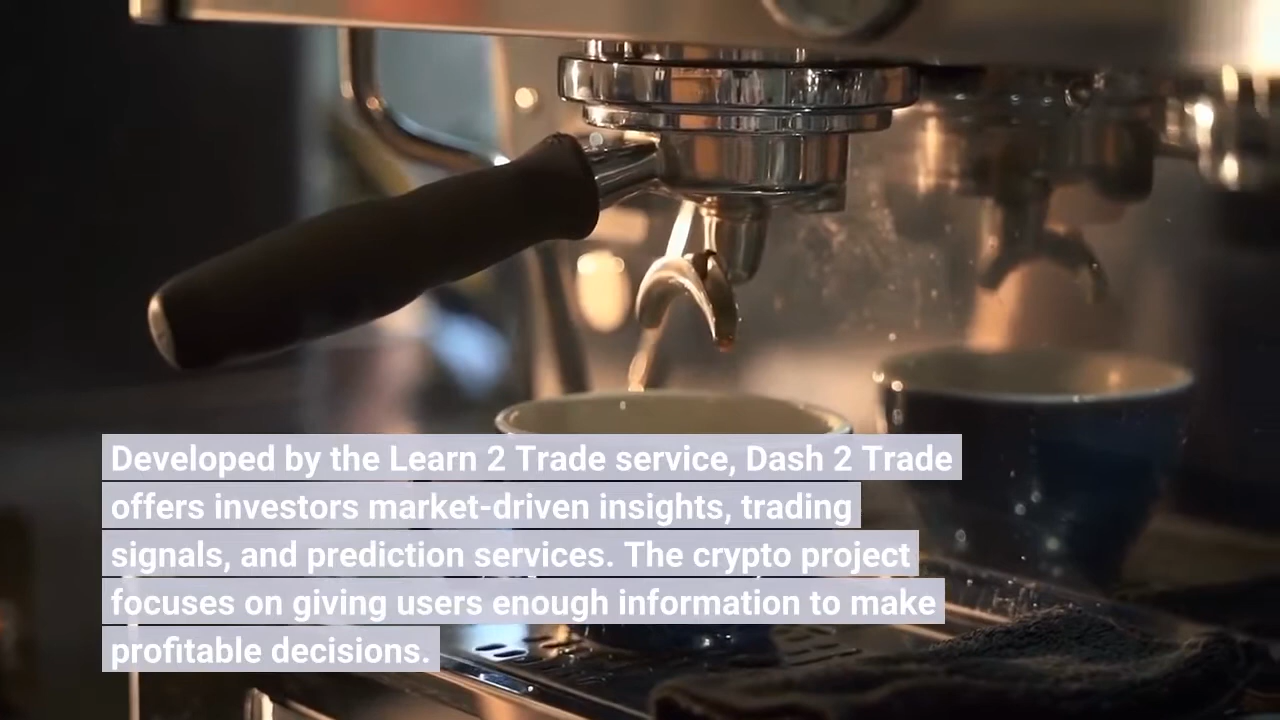 Developed by the Learn 2 Trade service, Dash 2 Trade
offers investors market-driven insights, trading
signals, and prediction services. The crypto project
focuses on giving users enough information to make
profitable decisions.